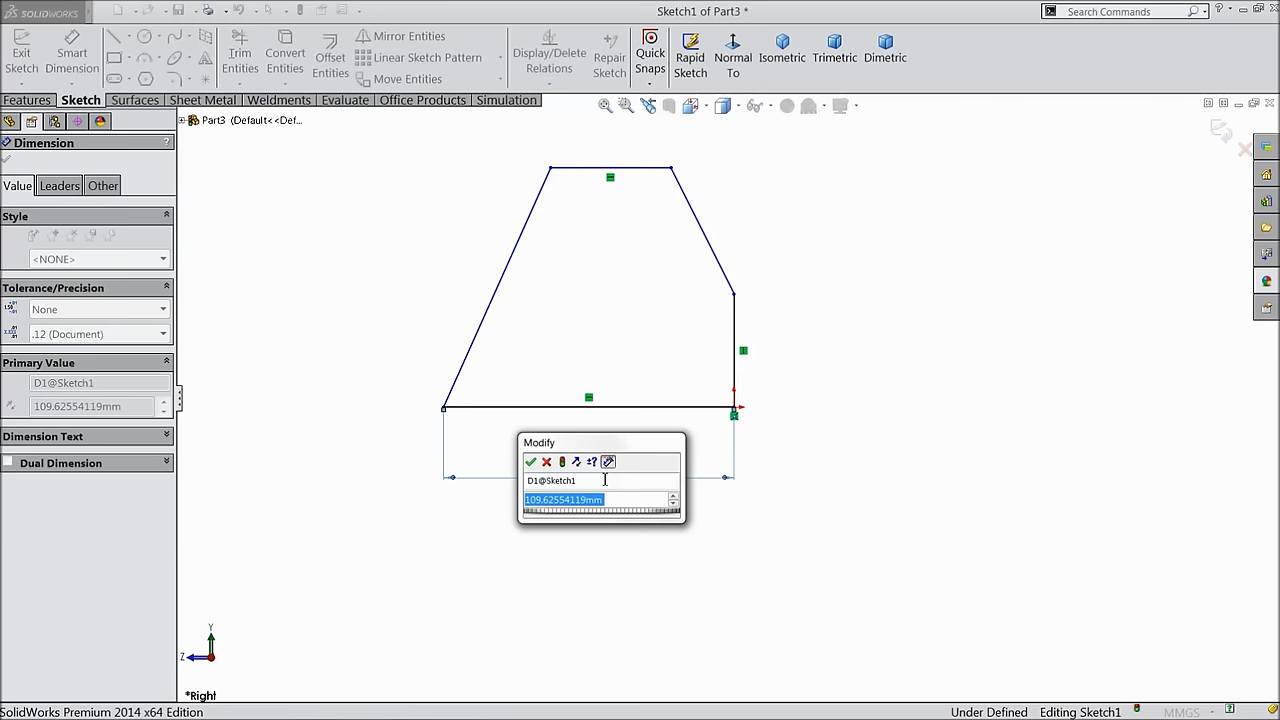 SOLIDWORKS
Sketch1 of Part3 *
Search Commands
Exit Sketch
Smart Dimension
Trim Entities
Convert Entities
Offset Entities
Mirror Entities
Linear Sketch Pattern
Move Entities
Display/Delete Relations
Repair Sketch
Quick Snaps
Rapid Sketch
Normal To
Isometric
Trimetric
Dimetric
Features
Sketch
Surfaces
Sheet Metal
Weldments
Evaluate
Office Products
Simulation
Part3 (Default<<Def...
Dimension
?
Value
Leaders
Other
Style
<NONE>
Tolerance/Precision
None
.12 (Document)
Primary Value
D1@Sketch1
109.62554119mm
Dimension Text
Dual Dimension
Modify
D1@Sketch1
109.62554119mm
Y
Z
*Right
SolidWorks Premium 2014 x64 Edition
Under Defined
Editing Sketch1
MMGS